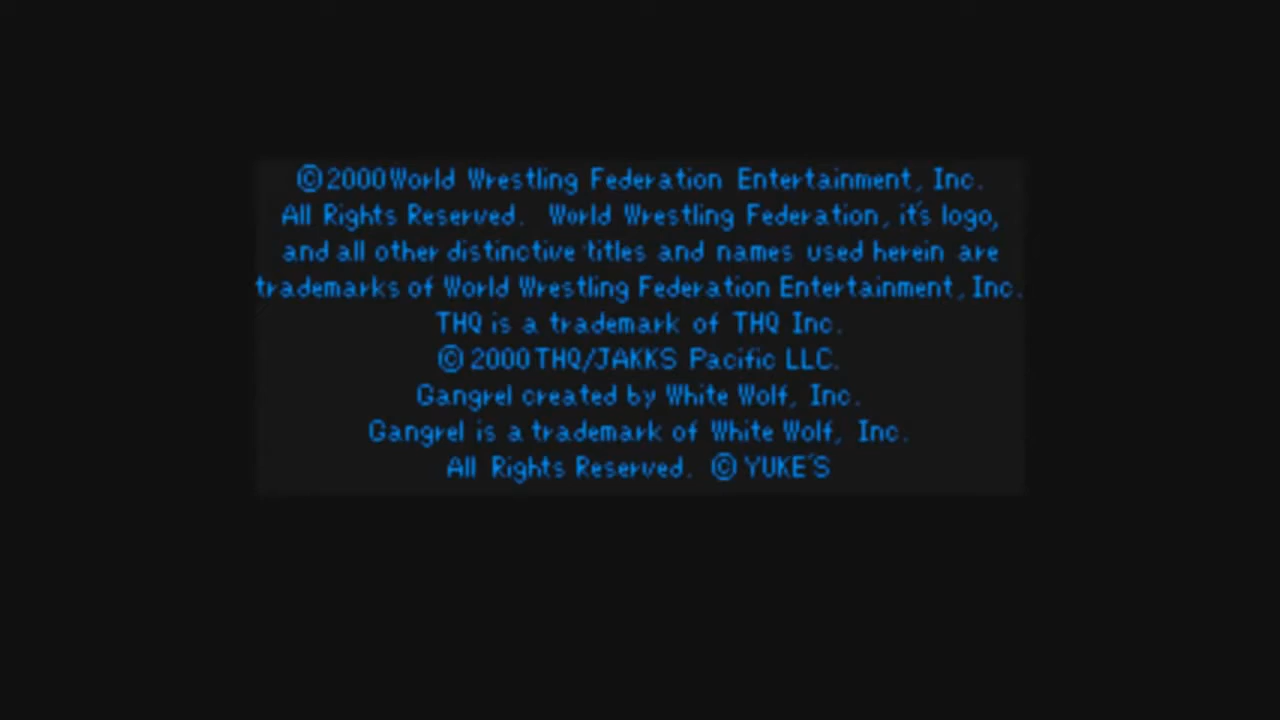 ©2000 World Wrestling Federation Entertainment, Inc.
All Rights Reserved. World Wrestling Federation, it's logo,
and all other distinctive titles and names used herein are
trademarks of World Wrestling Federation Entertainment, Inc.
THQ is a trademark of THQ Inc.
© 2000 THQ/JAKKS Pacific LLC.
Gangrel created by White Wolf, Inc.
Gangrel is a trademark of White Wolf, Inc.
All Rights Reserved. © YUKE'S